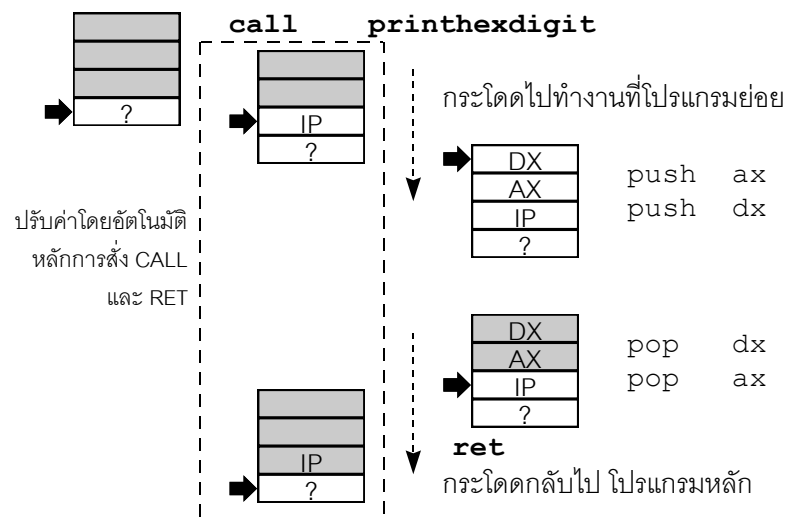 call printhexdigit
?
IP
?
กระโดดไปทำงานที่โปรแกรมย่อย
DX
AX
IP
?
push ax
push dx
ปรับค่าโดยอัตโนมัติ
หลักการสั่ง CALL
และ RET
DX
AX
IP
?
pop dx
pop ax
IP
?
ret
กระโดดกลับไป โปรแกรมหลัก